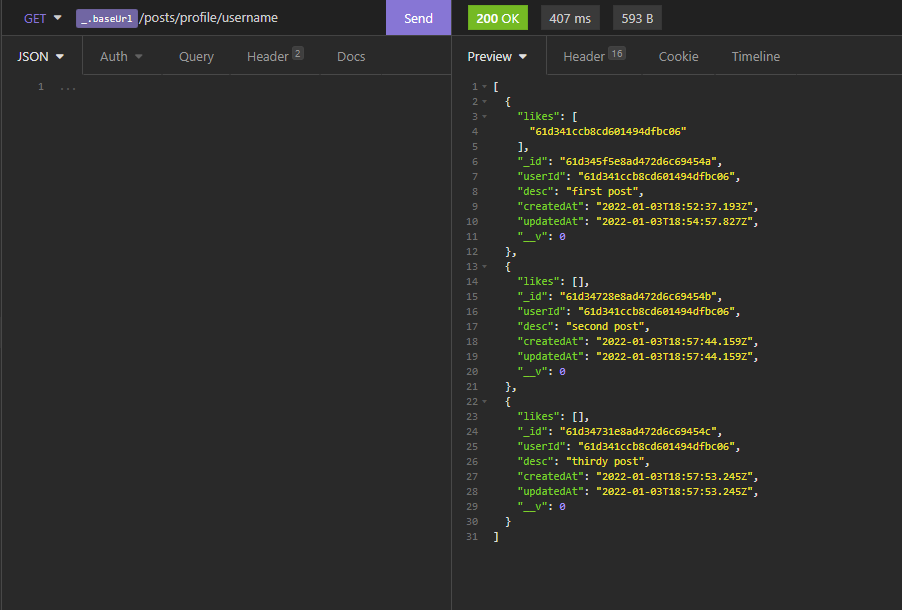 GET _.baseUrl/posts/profile/username Send 200 OK 407 ms 593 B
JSON Auth Query Header 2 Docs Preview Header 16 Cookie Timeline
1 ...
1 [
2 {
3 "likes": [
4 "61d341ccb8cd601494dfbc06"
5 ],
6 "_id": "61d345f5e8ad472d6c69454a",
7 "userId": "61d341ccb8cd601494dfbc06",
8 "desc": "first post",
9 "createdAt": "2022-01-03T18:52:37.193Z",
10 "updatedAt": "2022-01-03T18:54:57.827Z",
11 "__v": 0
12 },
13 {
14 "likes": [],
15 "_id": "61d34728e8ad472d6c69454b",
16 "userId": "61d341ccb8cd601494dfbc06",
17 "desc": "second post",
18 "createdAt": "2022-01-03T18:57:44.159Z",
19 "updatedAt": "2022-01-03T18:57:44.159Z",
20 "__v": 0
21 },
22 {
23 "likes": [],
24 "_id": "61d34731e8ad472d6c69454c",
25 "userId": "61d341ccb8cd601494dfbc06",
26 "desc": "thirdy post",
27 "createdAt": "2022-01-03T18:57:53.245Z",
28 "updatedAt": "2022-01-03T18:57:53.245Z",
29 "__v": 0
30 }
31 ]